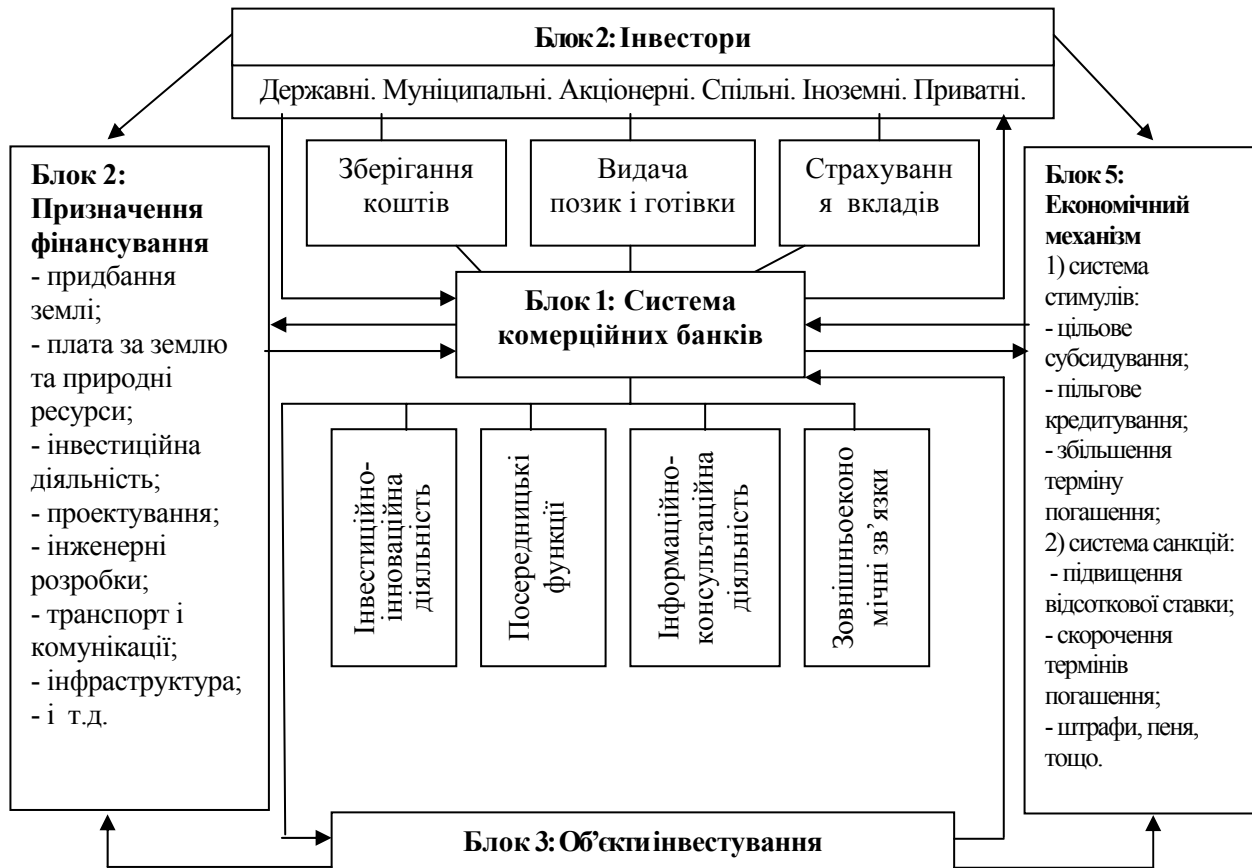 Блок 2: Інвестори
Державні. Муніципальні. Акціонерні. Спільні. Іноземні. Приватні.
Блок 2:
Призначення
фінансування
- придбання
землі;
- плата за землю
та природні
ресурси;
- інвестиційна
діяльність;
- проектування;
- інженерні
розробки;
- транспорт і
комунікації;
- інфраструктура;
- і т.д.
Зберігання
коштів
Видача
позик і готівки
Страхуванн
я вкладів
Блок 1: Система
комерційних банків
Інвестиційно-
інноваційна
діяльність
Посередницькі
функції
Інформаційно-
консультаційна
діяльність
Зовнішньоеконо
мічні зв’язки
Блок 5:
Економічний
механізм
1) система
стимулів:
- цільове
субсидування;
- пільгове
кредитування;
- збільшення
терміну
погашення;
2) система санкцій:
- підвищення
відсоткової ставки;
- скорочення
термінів
погашення;
- штрафи, пеня,
тощо.
Блок 3: Об’єкти інвестування